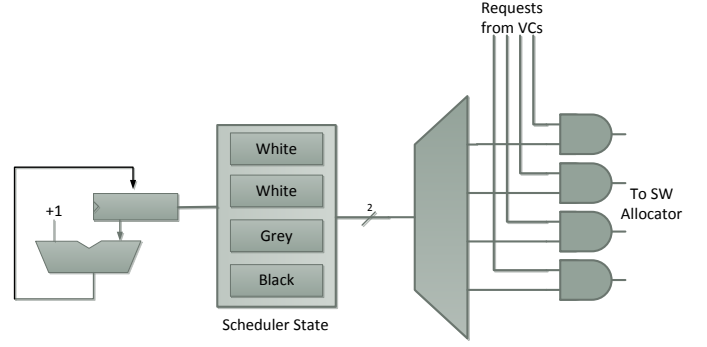 Requests
from VCs
White
White
+1
2
To SW
Allocator
Grey
Black
Scheduler State